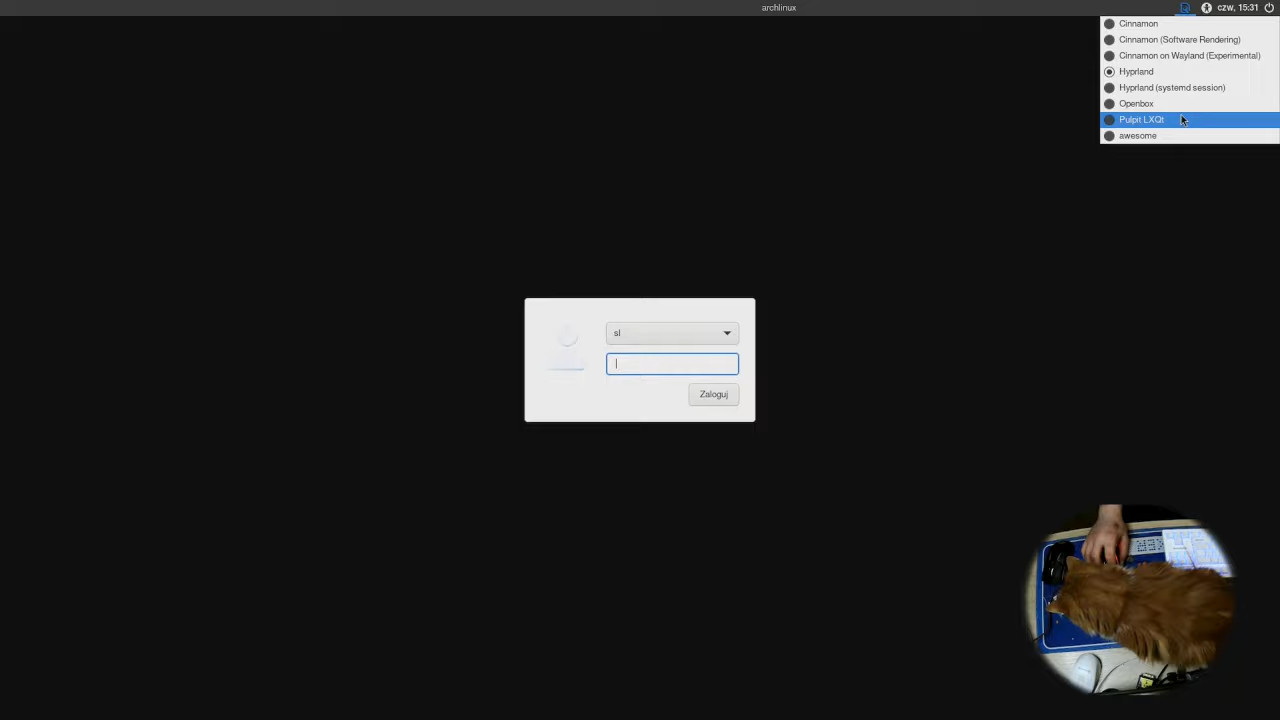 archlinux
czw, 15:31
Cinnamon
Cinnamon (Software Rendering)
Cinnamon on Wayland (Experimental)
Hyprland
Hyprland (systemd session)
Openbox
Pulpit LXQt
awesome
sl
Zaloguj